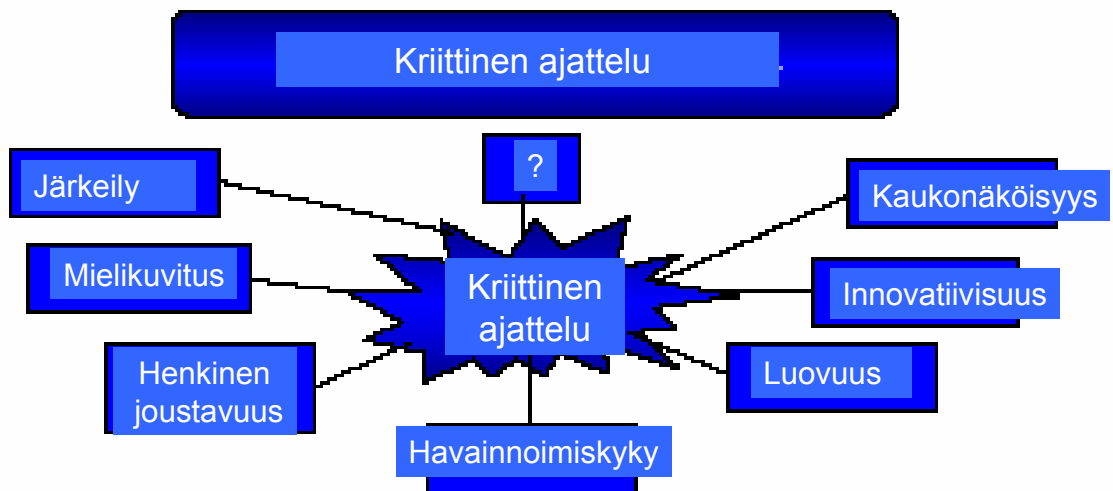 Kriittinen ajattelu
?
Järkeily
Kaukonäköisyys
Mielikuvitus
Kriittinen
ajattelu
Innovatiivisuus
Henkinen
joustavuus
Luovuus
Havainnoimiskyky